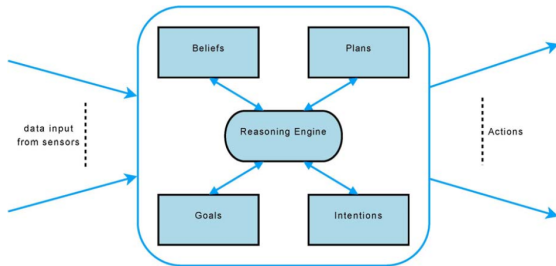 Beliefs
Plans
data input
from sensors
Reasoning Engine
Actions
Goals
Intentions